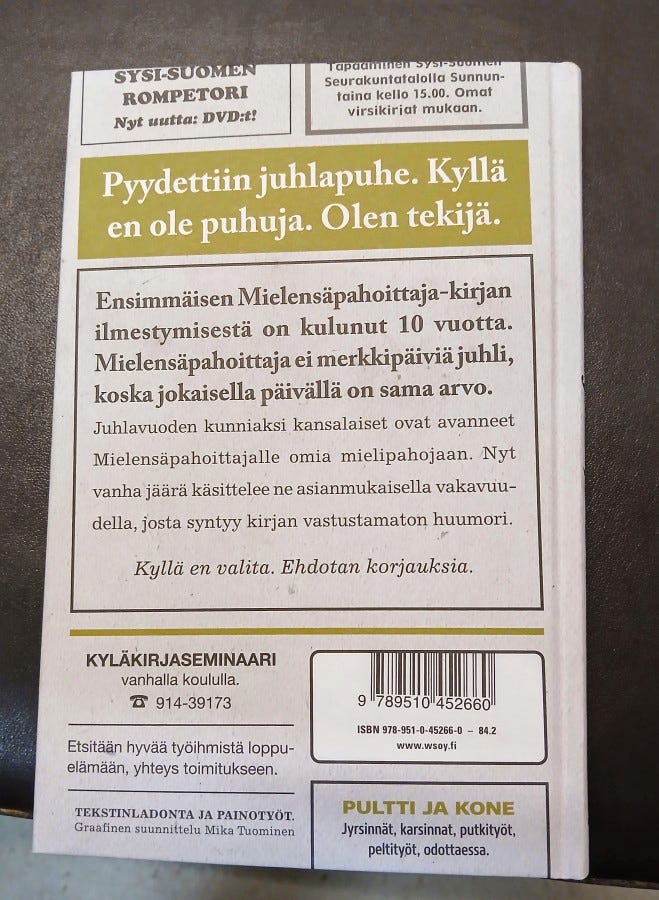 SYSI-SUOMEN
ROMPETORI
Nyt uutta: DVD:t!
Tapaaminen Sysi-Suomen
Seurakuntatalolla Sunnun-
taina kello 15.00. Omat
virsikirjat mukaan.
Pyydettiin juhlapuhe. Kyllä
en ole puhuja. Olen tekijä.
Ensimmäisen Mielensäpahoittaja-kirjan
ilmestymisestä on kulunut 10 vuotta.
Mielensäpahoittaja ei merkkipäiviä juhli,
koska jokaisella päivällä on sama arvo.
Juhlavuoden kunniaksi kansalaiset ovat avanneet
Mielensäpahoittajalle omia mielipahojaan. Nyt
vanha jäärä käsittelee ne asianmukaisella vakavuu-
della, josta syntyy kirjan vastustamaton huumori.
Kyllä en valita. Ehdotan korjauksia.
KYLÄKIRJASEMINAARI
vanhalla koululla.
☎ 914-39173
Etsitään hyvää työihmistä loppu-
elämään, yhteys toimitukseen.
TEKSTINLADONTA JA PAINOTYÖT.
Graafinen suunnittelu Mika Tuominen
9 789510 452660
ISBN 978-951-0-45266-0 – 84.2
www.wsoy.fi
PULTTI JA KONE
Jyrsinnät, karsinnat, putkityöt,
peltityöt, odottaessa.